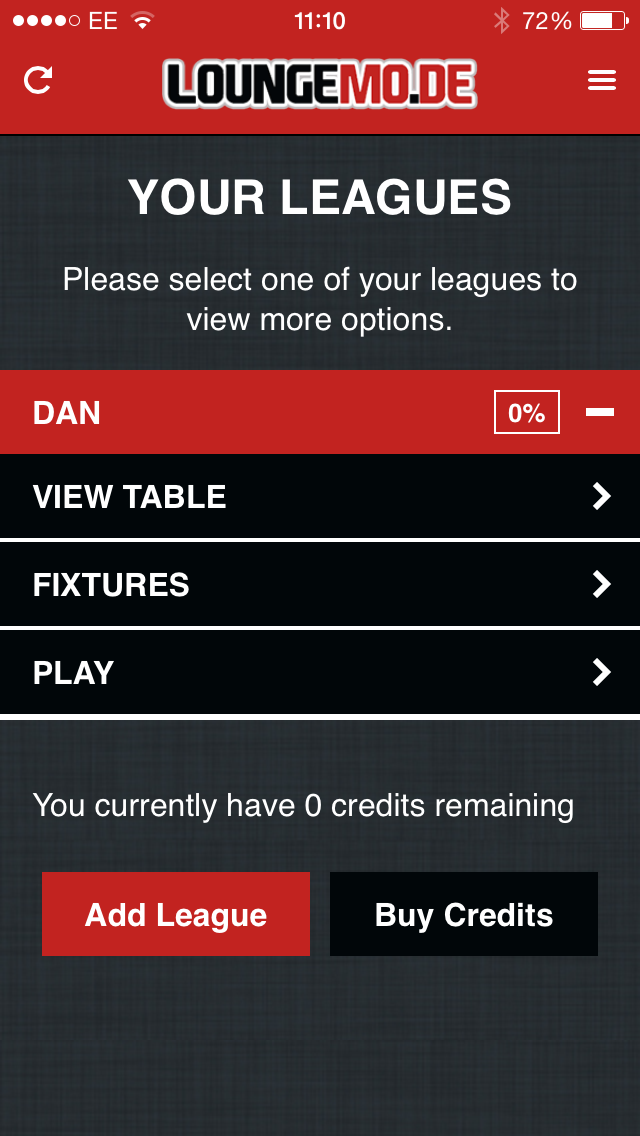 EE 11:10 72%
LOUNGEMO.DE
YOUR LEAGUES
Please select one of your leagues to
view more options.
DAN 0%
VIEW TABLE
FIXTURES
PLAY
You currently have 0 credits remaining
Add League Buy Credits